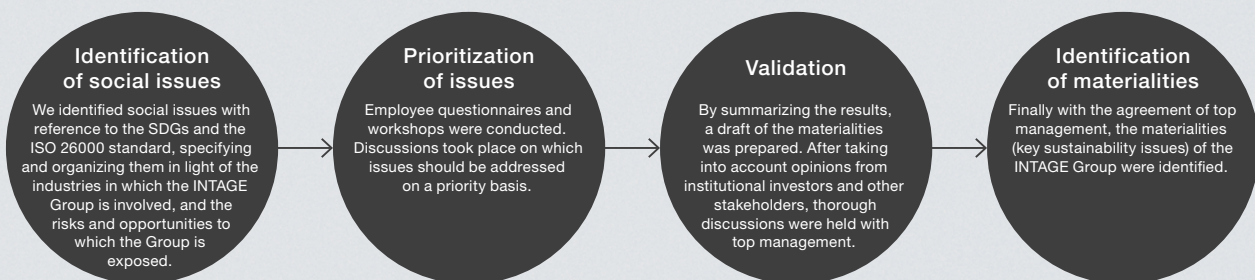 Identification
of social issues
We identified social issues with
reference to the SDGs and the
ISO 26000 standard, specifying
and organizing them in light of the
industries in which the INTAGE
Group is involved, and the
risks and opportunities to
which the Group is
exposed.
Prioritization
of issues
Employee questionnaires and
workshops were conducted.
Discussions took place on which
issues should be addressed
on a priority basis.
Validation
By summarizing the results,
a draft of the materialities
was prepared. After taking
into account opinions from
institutional investors and other
stakeholders, thorough
discussions were held with
top management.
Identification
of materialities
Finally with the agreement of top
management, the materialities
(key sustainability issues) of the
INTAGE Group were identified.